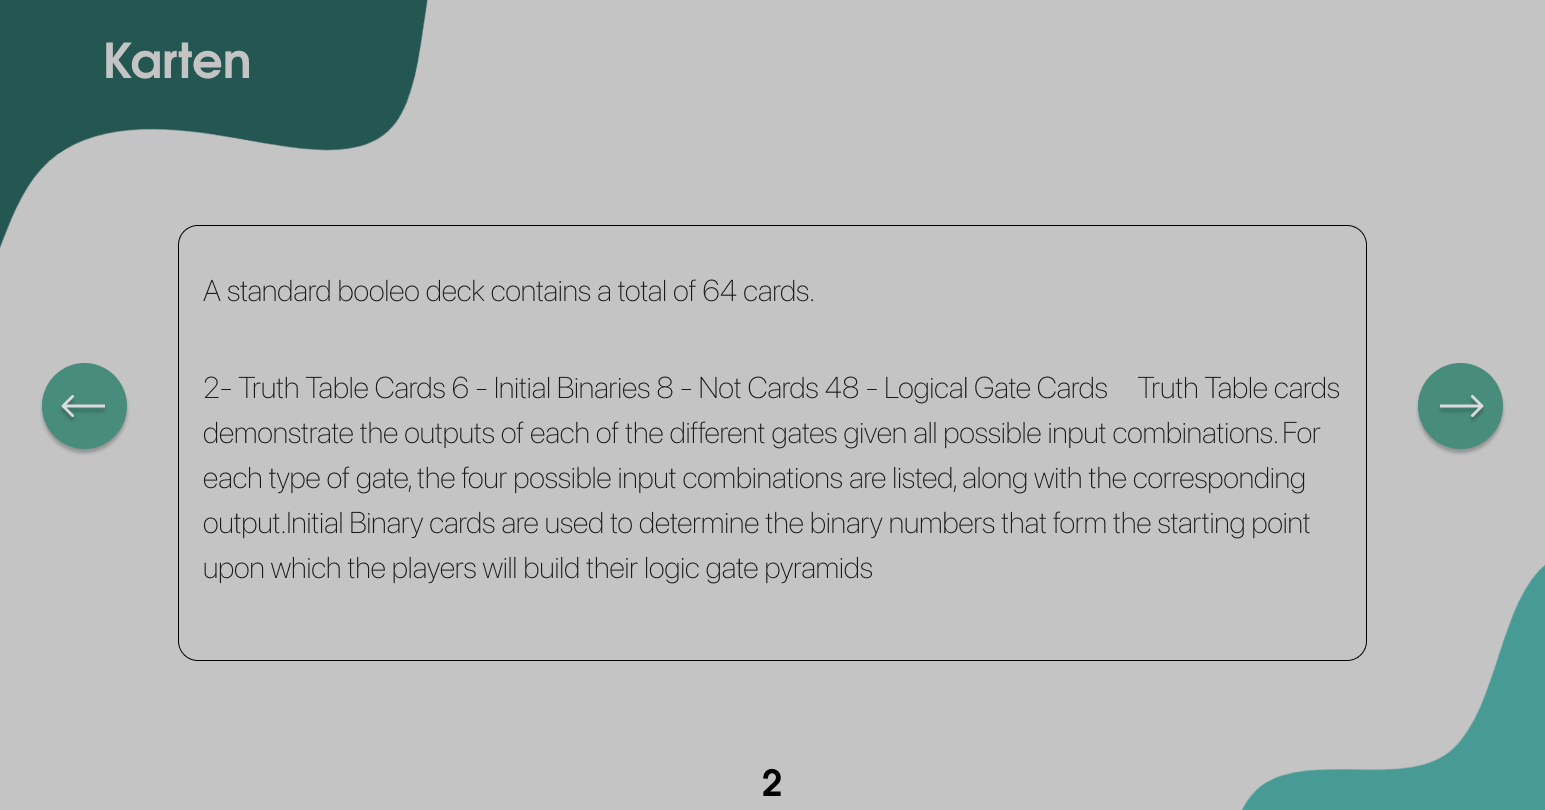 Karten
A standard booleo deck contains a total of 64 cards.
2- Truth Table Cards 6 - Initial Binaries 8 - Not Cards 48 - Logical Gate Cards Truth Table cards
demonstrate the outputs of each of the different gates given all possible input combinations. For
each type of gate, the four possible input combinations are listed, along with the corresponding
output.Initial Binary cards are used to determine the binary numbers that form the starting point
upon which the players will build their logic gate pyramids
2